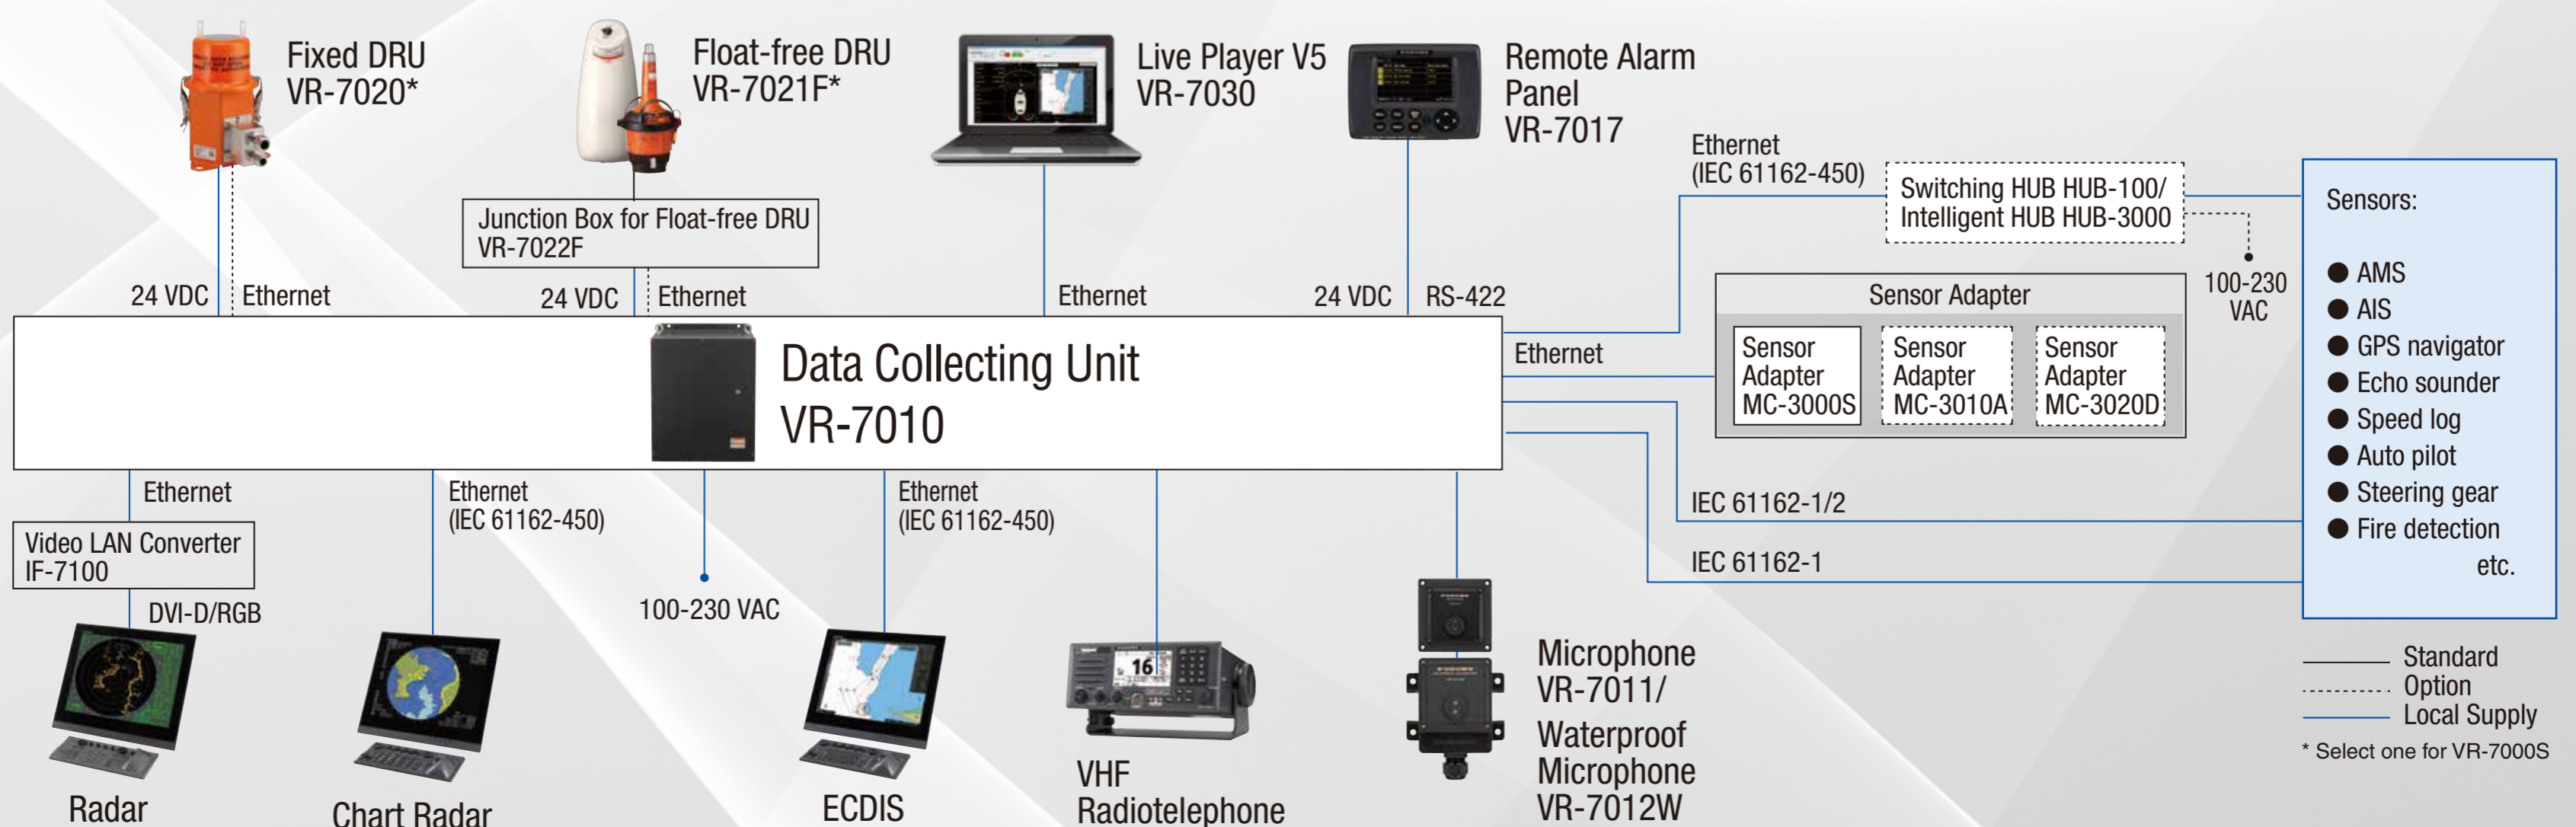 Fixed DRU
VR-7020*
Float-free DRU
VR-7021F*
Live Player V5
VR-7030
Remote Alarm
Panel
VR-7017
Junction Box for Float-free DRU
VR-7022F
24 VDC
Ethernet
24 VDC
Ethernet
Ethernet
24 VDC
RS-422
Ethernet
(IEC 61162-450)
Switching HUB HUB-100/
Intelligent HUB HUB-3000
100-230
VAC
Ethernet
Sensor Adapter
Sensor
Adapter
MC-3000S
Sensor
Adapter
MC-3010A
Sensor
Adapter
MC-3020D
IEC 61162-1/2
IEC 61162-1
Sensors:
● AMS
● AIS
● GPS navigator
● Echo sounder
● Speed log
● Auto pilot
● Steering gear
● Fire detection
etc.
Data Collecting Unit
VR-7010
Ethernet
Video LAN Converter
IF-7100
DVI-D/RGB
Radar
Ethernet
(IEC 61162-450)
Chart Radar
100-230 VAC
Ethernet
(IEC 61162-450)
ECDIS
16
VHF
Radiotelephone
Microphone
VR-7011/
Waterproof
Microphone
VR-7012W
Standard
Option
Local Supply
* Select one for VR-7000S